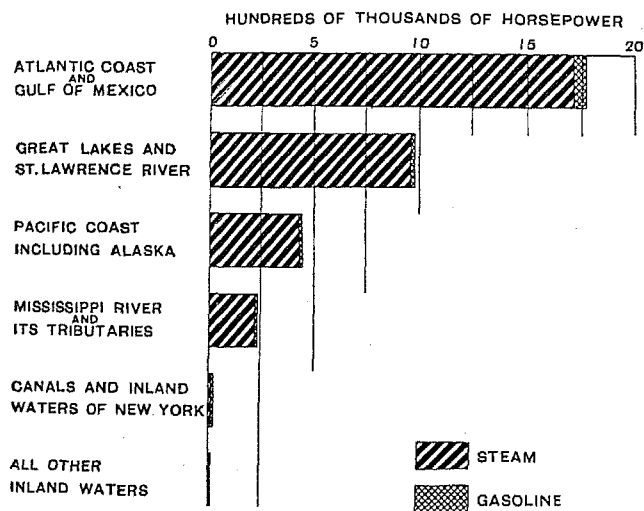 HUNDREDS OF THOUSANDS OF HORSEPOWER
0 5 10 15 20
ATLANTIC COAST
AND
GULF OF MEXICO
GREAT LAKES AND
ST. LAWRENCE RIVER
PACIFIC COAST
INCLUDING ALASKA
MISSISSIPPI RIVER
AND
ITS TRIBUTARIES
CANALS AND INLAND
WATERS OF NEW YORK
ALL OTHER
INLAND WATERS
STEAM
GASOLINE